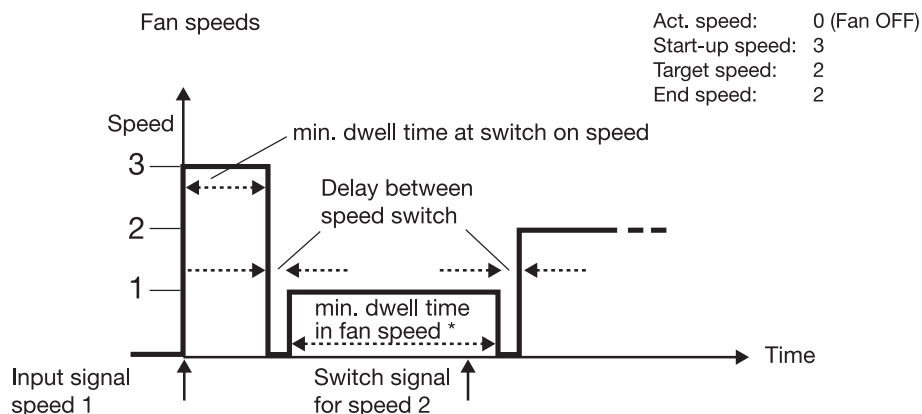 Fan speeds
Act. speed: 0 (Fan OFF)
Start-up speed: 3
Target speed: 2
End speed: 2
Speed
min. dwell time at switch on speed
3
Delay between
speed switch
2
1
min. dwell time
in fan speed *
Time
Input signal
speed 1
Switch signal
for speed 2